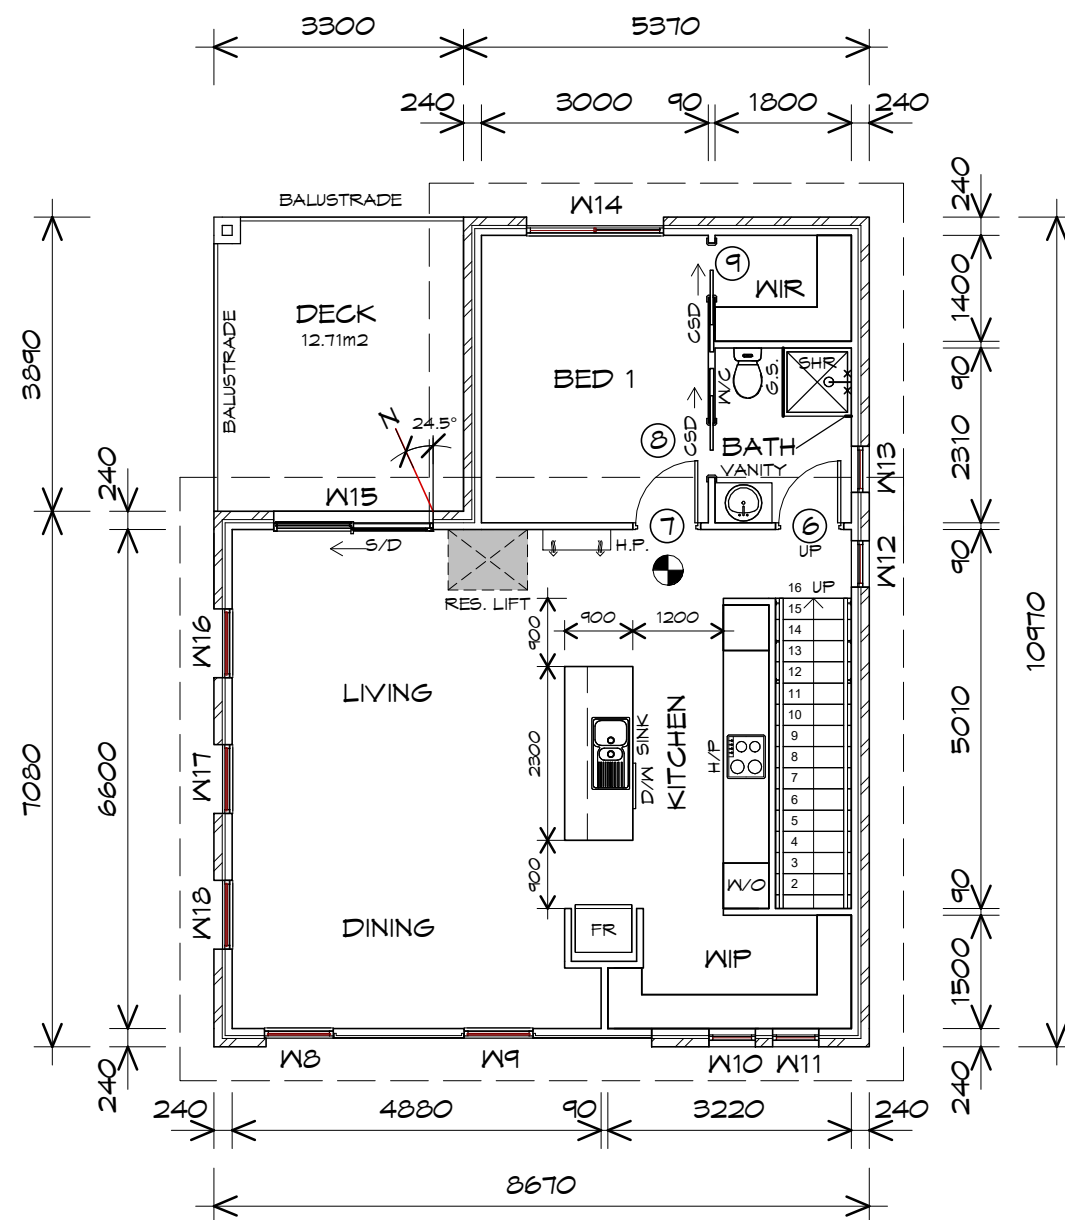 3300 5370
240 3000 90 1800 240
BALUSTRADE
W14
240
9
WIR
1400
DECK
12.71m2
CSD
3890
BALUSTRADE
BED 1
W/C
G.S.
SHR
90
N
24.5°
8
CSD
BATH
VANITY
2310
W13
240
W15
7
6
S/D
H.P.
UP
90
W12
RES. LIFT
16 UP
15
14
13
12
11
10
9
8
7
6
5
4
3
2
900
900 1200
W16
10970
LIVING
2300
D/W SINK
KITCHEN
H/P
5010
7080
6600
W17
900
W/O
90
W18
DINING
FR
WIP
1500
W8 W9 W10 W11
240
240
240 4880 90 3220 240
8670